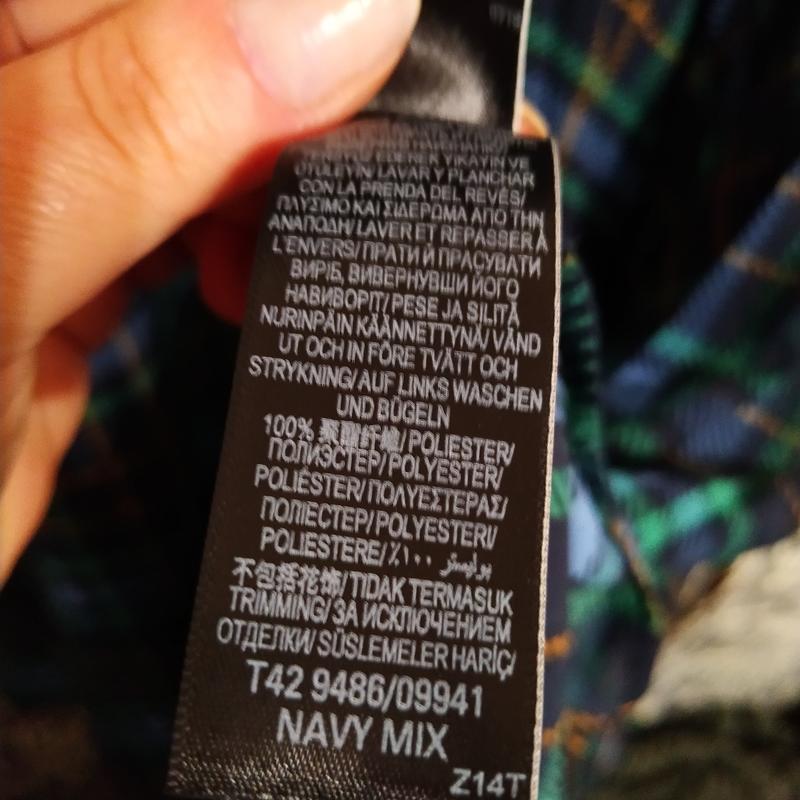 EDEREK YIKAYIN VE
ÜTÜLEYİN/ LAVAR Y PLANCHAR
CON LA PRENDA DEL REVÉS/
ΠΛΥΣΙΜΟ ΚΑΙ ΣΙΔΕΡΩΜΑ ΑΠΟ ΤΗΝ
ΑΝΑΠΟΔΗ/ LAVER ET REPASSER À
L'ENVERS/ ПРАТИ Й ПРАСУВАТИ
ВИРІБ, ВИВЕРНУВШИ ЙОГО
НАВИВОРІТ/ PESE JA SILITÄ
NURINPÄIN KÄÄNNETTYNÄ/ VÄND
UT OCH IN FÖRE TVÄTT OCH
STRYKNING/ AUF LINKS WASCHEN
UND BÜGELN
100% 聚酯纤维/ POLIESTER/
ПОЛИЭСТЕР/ POLYESTER/
POLIÉSTER/ ΠΟΛΥΕΣΤΕΡΑΣ/
ПОЛІЕСТЕР/ POLYESTERI/
POLIESTERE/ ٪١٠٠ بوليستر
不包括花饰/ TIDAK TERMASUK
TRIMMING/ ЗА ИСКЛЮЧЕНИЕМ
ОТДЕЛКИ/ SÜSLEMELER HARİÇ/
T42 9486/09941
NAVY MIX
Z14T